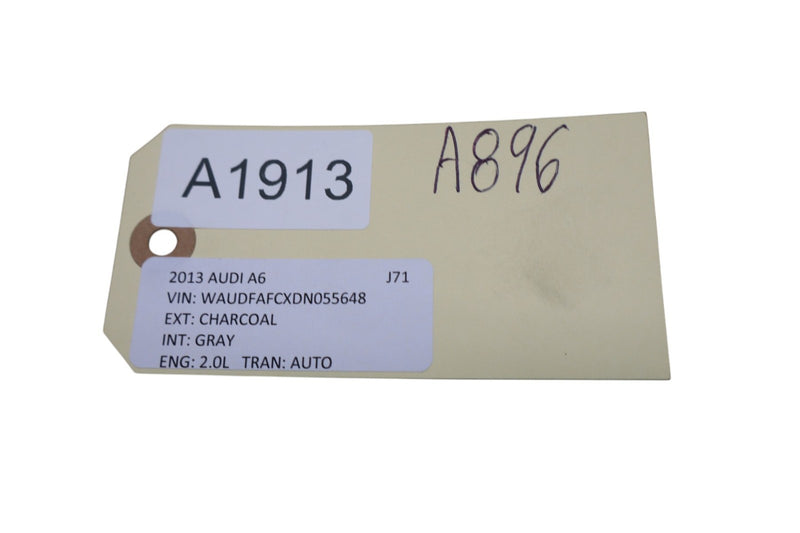 A1913
A896
2013 AUDI A6 J71
VIN: WAUDFAFCXDN055648
EXT: CHARCOAL
INT: GRAY
ENG: 2.0L TRAN: AUTO